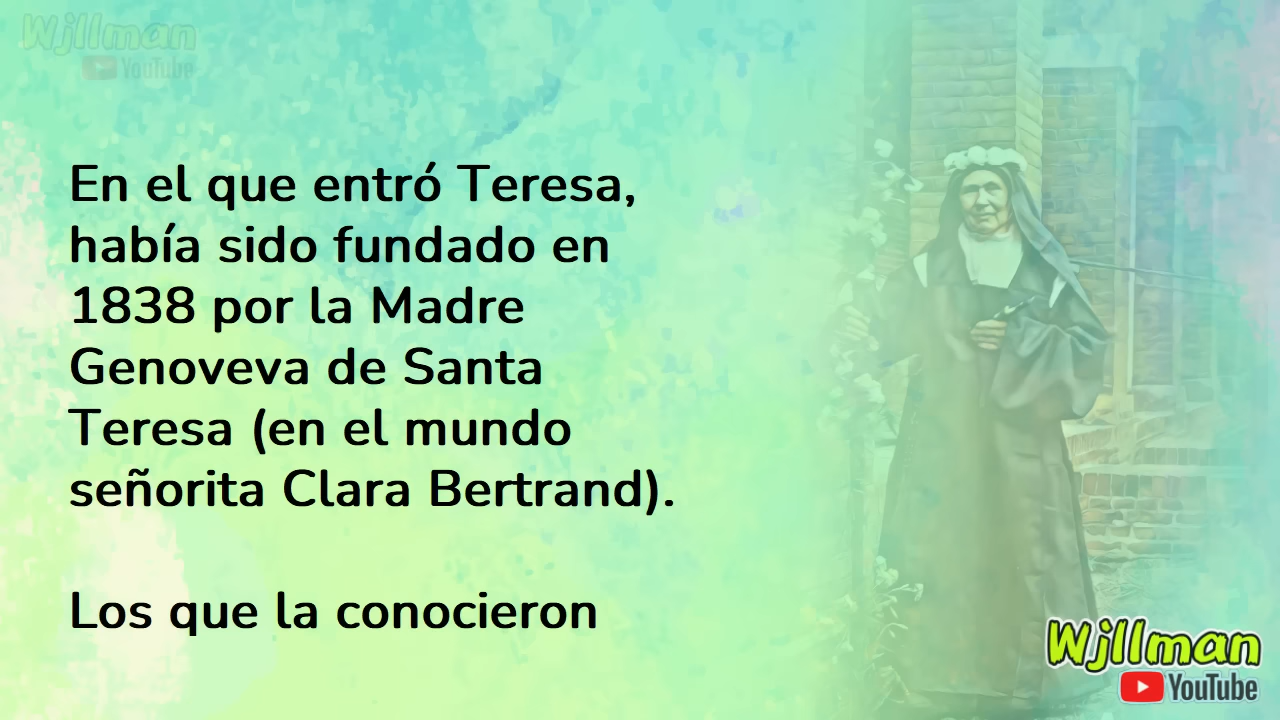 Wjllman
YouTube
En el que entró Teresa,
había sido fundado en
1838 por la Madre
Genoveva de Santa
Teresa (en el mundo
señorita Clara Bertrand).
Los que la conocieron
Wjllman
YouTube